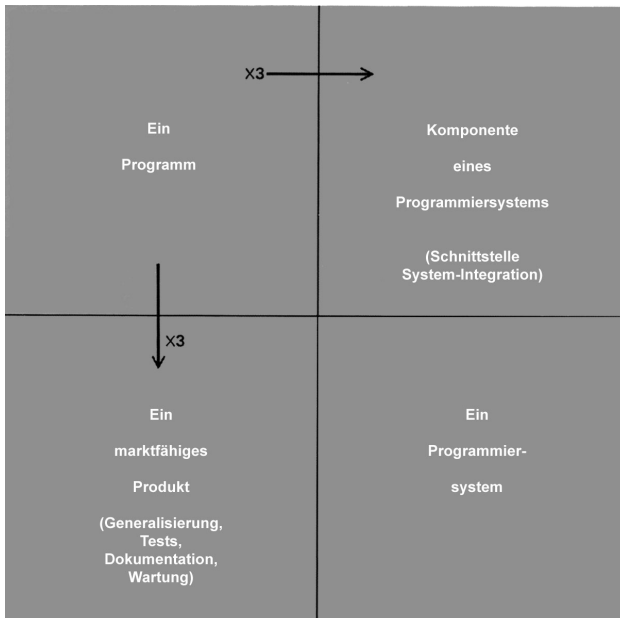 X3
Ein
Programm
Komponente
eines
Programmiersystems
(Schnittstelle
System-Integration)
X3
Ein
marktfähiges
Produkt
(Generalisierung,
Tests,
Dokumentation,
Wartung)
Ein
Programmier-
system